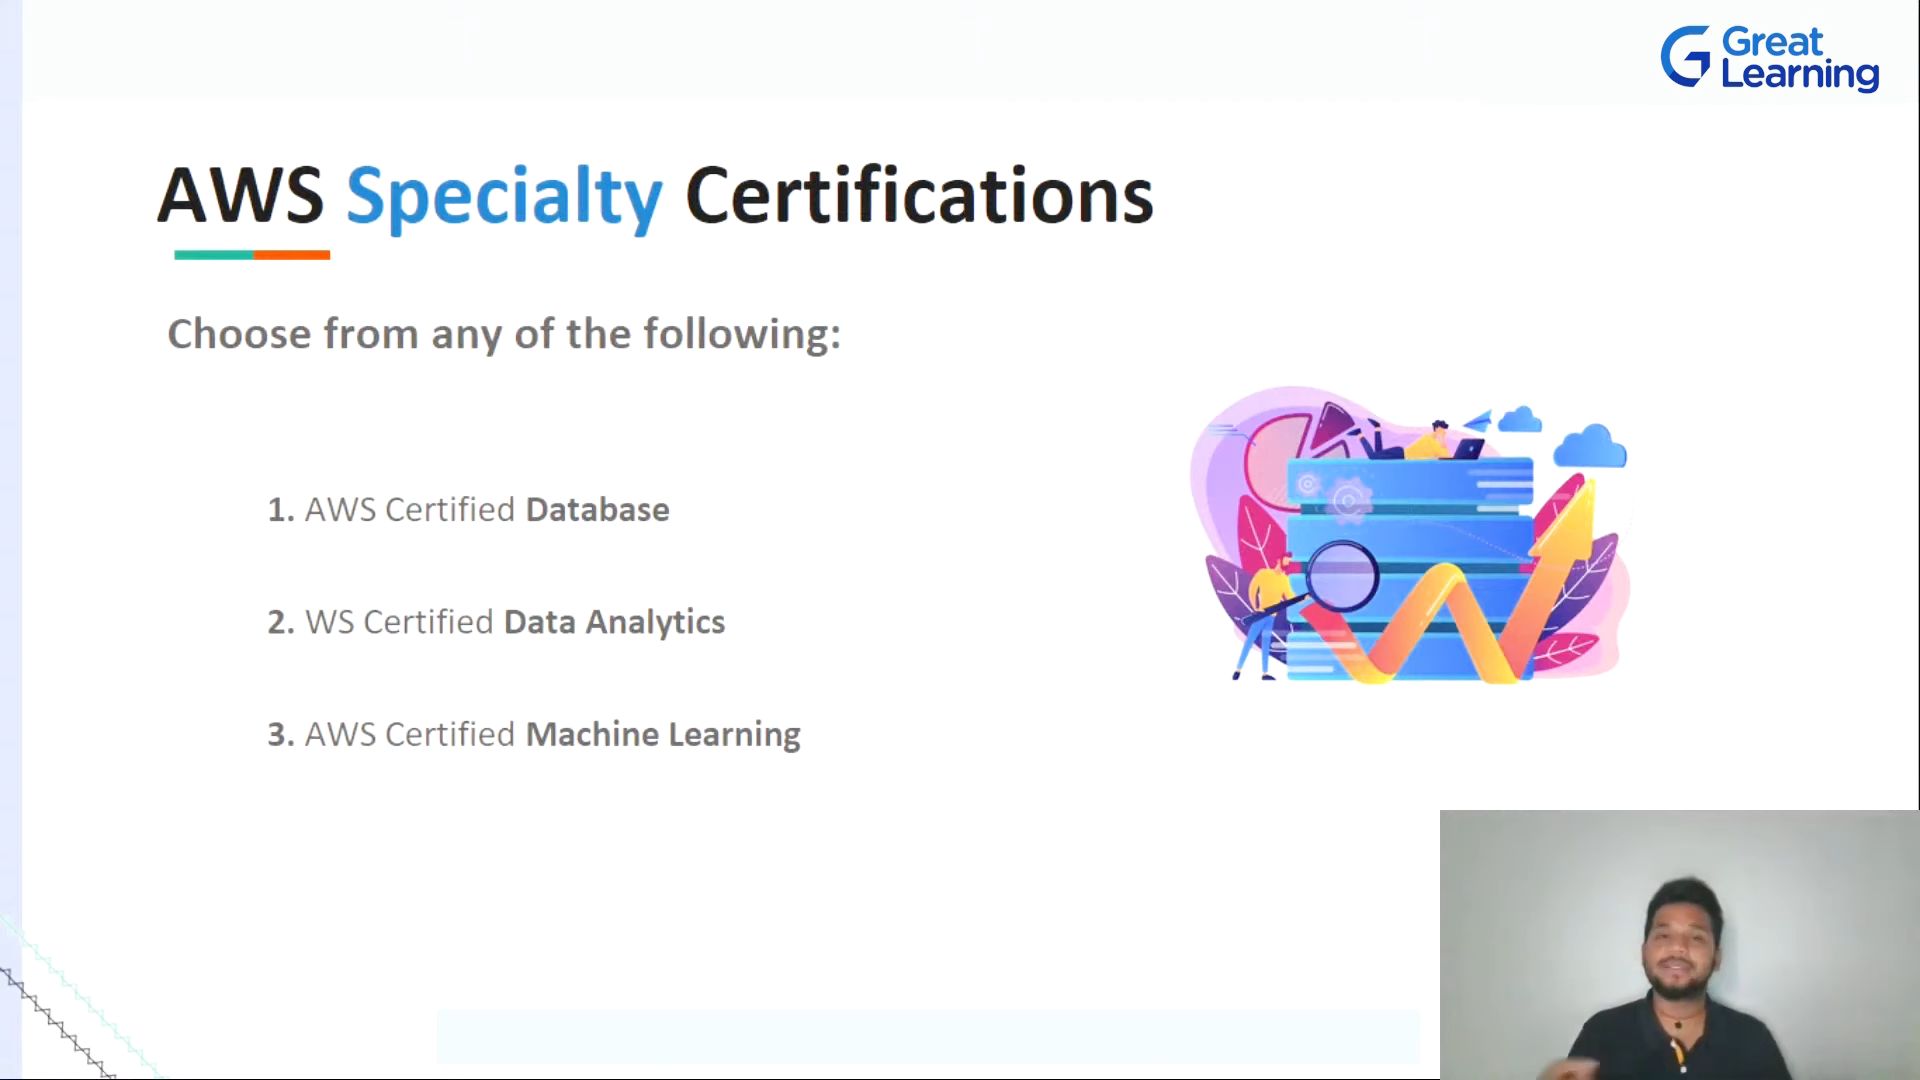 Great
Learning
AWS Specialty Certifications
Choose from any of the following:
1. AWS Certified Database
2. WS Certified Data Analytics
3. AWS Certified Machine Learning